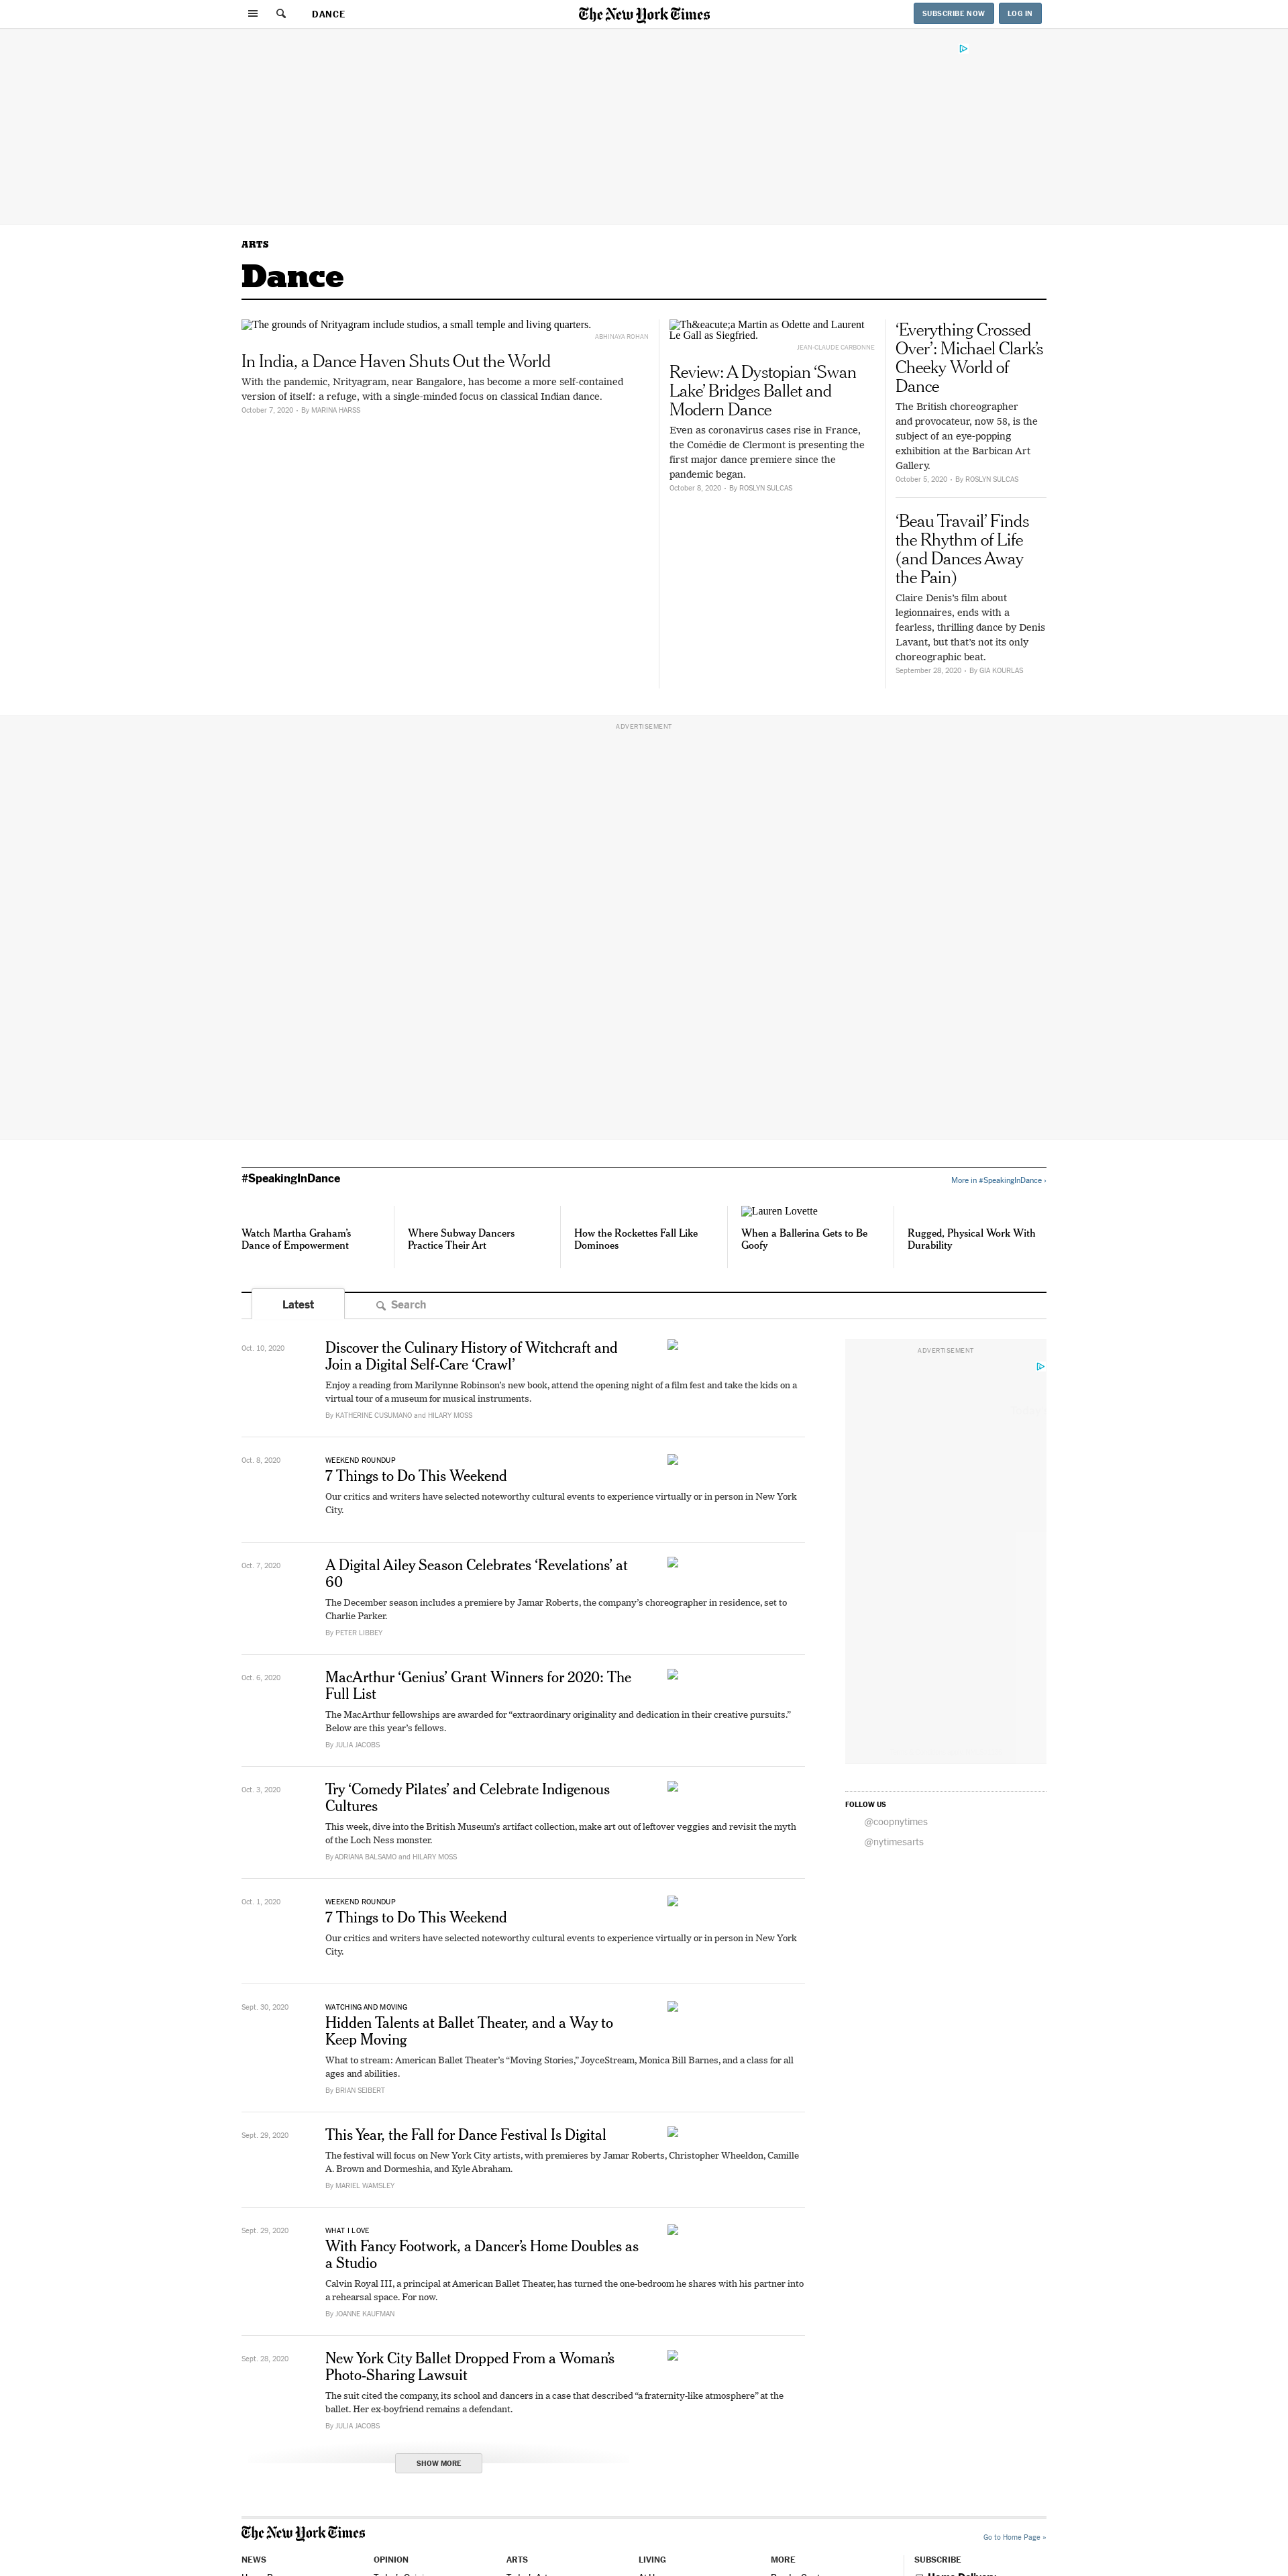 DANCE
The New York Times
SUBSCRIBE NOW
LOG IN
ARTS
Dance
The grounds of Nrityagram include studios, a small temple and living quarters.
ABHINAYA ROHAN
In India, a Dance Haven Shuts Out the World
With the pandemic, Nrityagram, near Bangalore, has become a more self-contained
version of itself: a refuge, with a single-minded focus on classical Indian dance.
October 7, 2020 • By MARINA HARSS
Th&eacute;a Martin as Odette and Laurent
Le Gall as Siegfried.
JEAN-CLAUDE CARBONNE
Review: A Dystopian ‘Swan
Lake’ Bridges Ballet and
Modern Dance
Even as coronavirus cases rise in France,
the Comédie de Clermont is presenting the
first major dance premiere since the
pandemic began.
October 8, 2020 • By ROSLYN SULCAS
‘Everything Crossed
Over’: Michael Clark’s
Cheeky World of
Dance
The British choreographer
and provocateur, now 58, is the
subject of an eye-popping
exhibition at the Barbican Art
Gallery.
October 5, 2020 • By ROSLYN SULCAS
‘Beau Travail’ Finds
the Rhythm of Life
(and Dances Away
the Pain)
Claire Denis’s film about
legionnaires, ends with a
fearless, thrilling dance by Denis
Lavant, but that’s not its only
choreographic beat.
September 28, 2020 • By GIA KOURLAS
ADVERTISEMENT
#SpeakingInDance
More in #SpeakingInDance ›
Watch Martha Graham’s
Dance of Empowerment
Where Subway Dancers
Practice Their Art
How the Rockettes Fall Like
Dominoes
Lauren Lovette
When a Ballerina Gets to Be
Goofy
Rugged, Physical Work With
Durability
Latest
Search
Oct. 10, 2020
Discover the Culinary History of Witchcraft and
Join a Digital Self-Care ‘Crawl’
Enjoy a reading from Marilynne Robinson’s new book, attend the opening night of a film fest and take the kids on a
virtual tour of a museum for musical instruments.
By KATHERINE CUSUMANO and HILARY MOSS
ADVERTISEMENT
Oct. 8, 2020
WEEKEND ROUNDUP
7 Things to Do This Weekend
Our critics and writers have selected noteworthy cultural events to experience virtually or in person in New York
City.
Oct. 7, 2020
A Digital Ailey Season Celebrates ‘Revelations’ at
60
The December season includes a premiere by Jamar Roberts, the company’s choreographer in residence, set to
Charlie Parker.
By PETER LIBBEY
Oct. 6, 2020
MacArthur ‘Genius’ Grant Winners for 2020: The
Full List
The MacArthur fellowships are awarded for “extraordinary originality and dedication in their creative pursuits.”
Below are this year’s fellows.
By JULIA JACOBS
Oct. 3, 2020
Try ‘Comedy Pilates’ and Celebrate Indigenous
Cultures
This week, dive into the British Museum’s artifact collection, make art out of leftover veggies and revisit the myth
of the Loch Ness monster.
By ADRIANA BALSAMO and HILARY MOSS
FOLLOW US
@coopnytimes
@nytimesarts
Oct. 1, 2020
WEEKEND ROUNDUP
7 Things to Do This Weekend
Our critics and writers have selected noteworthy cultural events to experience virtually or in person in New York
City.
Sept. 30, 2020
WATCHING AND MOVING
Hidden Talents at Ballet Theater, and a Way to
Keep Moving
What to stream: American Ballet Theater’s “Moving Stories,” JoyceStream, Monica Bill Barnes, and a class for all
ages and abilities.
By BRIAN SEIBERT
Sept. 29, 2020
This Year, the Fall for Dance Festival Is Digital
The festival will focus on New York City artists, with premieres by Jamar Roberts, Christopher Wheeldon, Camille
A. Brown and Dormeshia, and Kyle Abraham.
By MARIEL WAMSLEY
Sept. 29, 2020
WHAT I LOVE
With Fancy Footwork, a Dancer’s Home Doubles as
a Studio
Calvin Royal III, a principal at American Ballet Theater, has turned the one-bedroom he shares with his partner into
a rehearsal space. For now.
By JOANNE KAUFMAN
Sept. 28, 2020
New York City Ballet Dropped From a Woman’s
Photo-Sharing Lawsuit
The suit cited the company, its school and dancers in a case that described “a fraternity-like atmosphere” at the
ballet. Her ex-boyfriend remains a defendant.
By JULIA JACOBS
SHOW MORE
The New York Times
Go to Home Page »
NEWS
OPINION
ARTS
LIVING
MORE
SUBSCRIBE